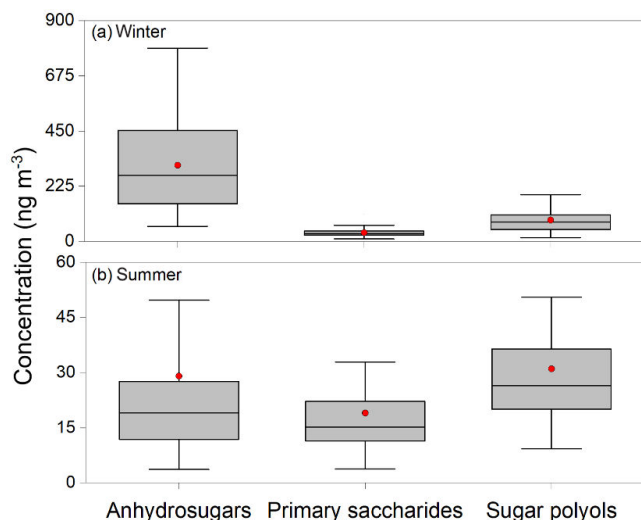 Concentration (ng m⁻³)
(a) Winter
900
675
450
225
0
(b) Summer
60
45
30
15
0
Anhydrosugars Primary saccharides Sugar polyols